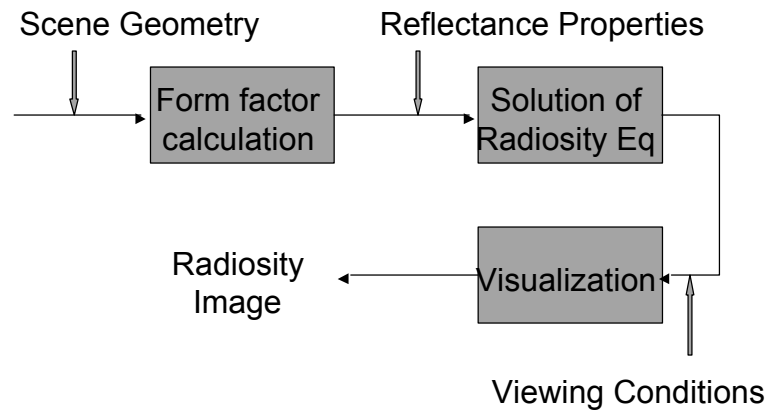 Scene Geometry
Reflectance Properties
Form factor
calculation
Solution of
Radiosity Eq
Radiosity
Image
Visualization
Viewing Conditions